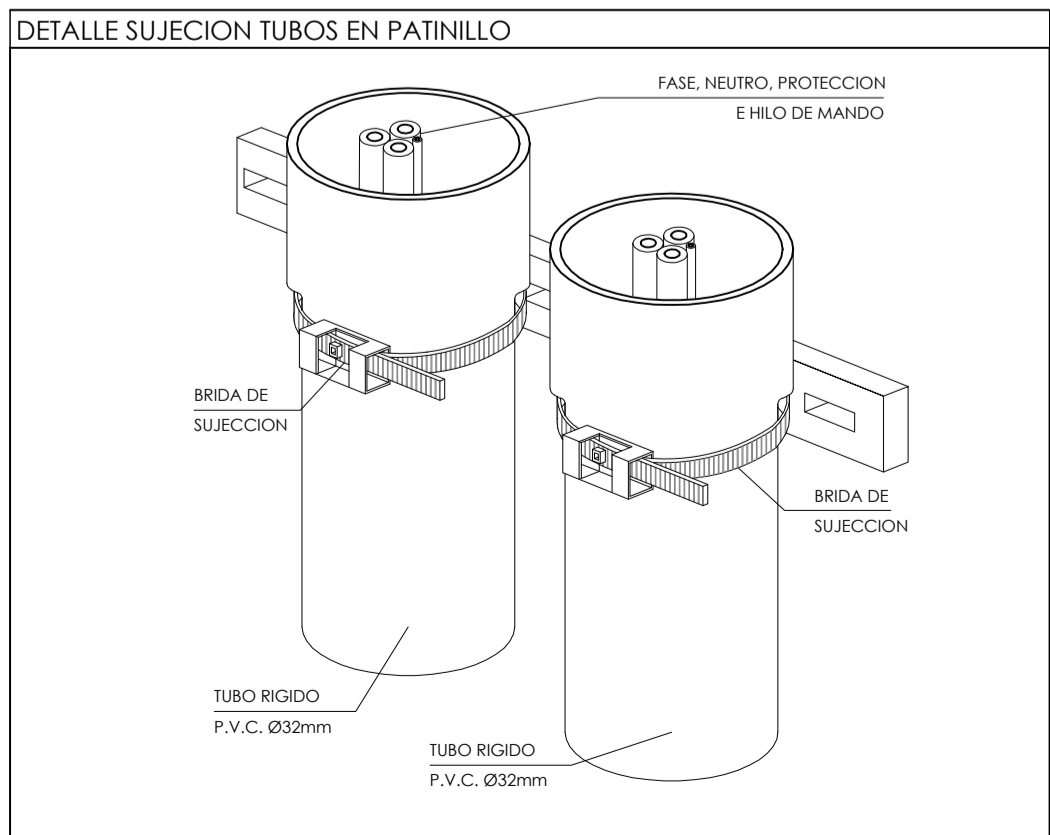 DETALLE SUJECION TUBOS EN PATINILLO
FASE, NEUTRO, PROTECCION
E HILO DE MANDO
BRIDA DE
SUJECCION
BRIDA DE
SUJECCION
TUBO RIGIDO
P.V.C. Ø32mm
TUBO RIGIDO
P.V.C. Ø32mm